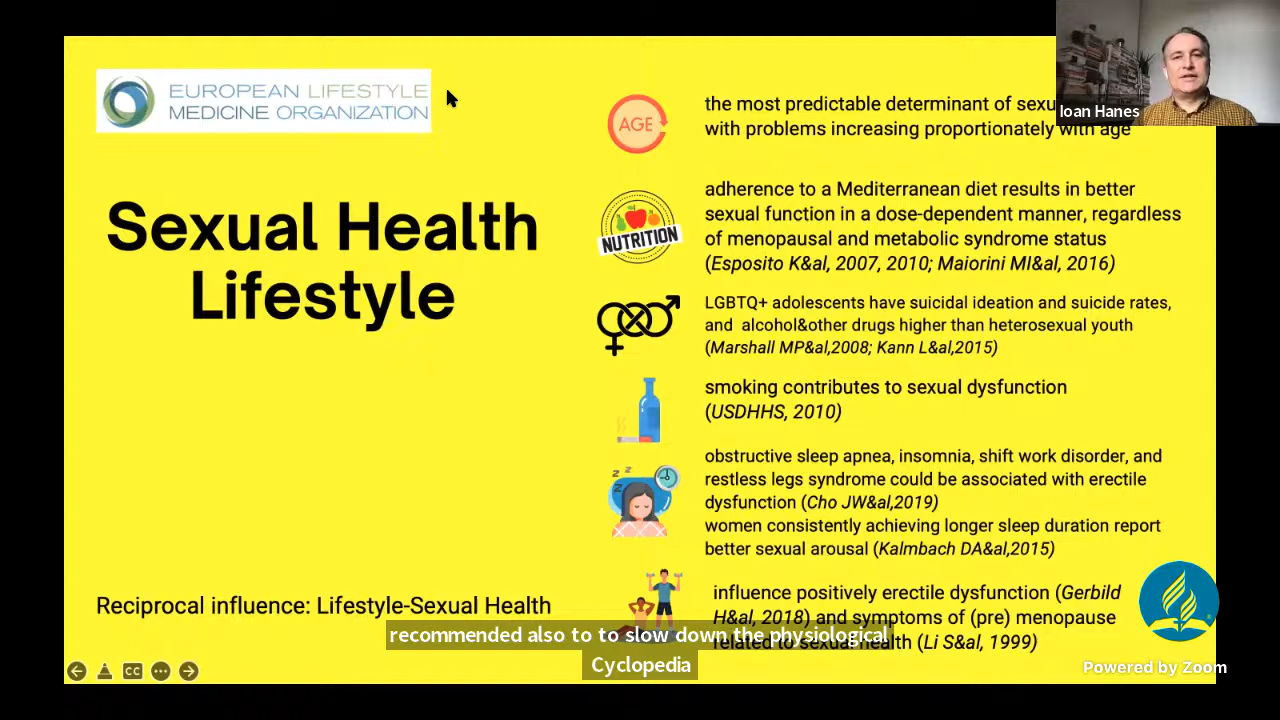 Ioan Hanes
EUROPEAN LIFESTYLE
MEDICINE ORGANIZATION
Sexual Health
Lifestyle
Reciprocal influence: Lifestyle-Sexual Health
AGE
the most predictable determinant of
with problems increasing proportionately with age
NUTRITION
adherence to a Mediterranean diet results in better
sexual function in a dose-dependent manner, regardless
of menopausal and metabolic syndrome status
(Esposito K&al, 2007, 2010; Maiorini MI&al, 2016)
LGBTQ+ adolescents have suicidal ideation and suicide rates,
and alcohol&other drugs higher than heterosexual youth
(Marshall MP&al,2008; Kann L&al,2015)
smoking contributes to sexual dysfunction
(USDHHS, 2010)
z z
z
obstructive sleep apnea, insomnia, shift work disorder, and
restless legs syndrome could be associated with erectile
dysfunction (Cho JW&al,2019)
women consistently achieving longer sleep duration report
better sexual arousal (Kalmbach DA&al,2015)
influence positively erectile dysfunction (Gerbild
H&al, 2018) and symptoms of (pre) menopause
related to sexual health (Li S&al, 1999)
recommended also to to slow down the physiological
Cyclopedia
CC
Powered by Zoom